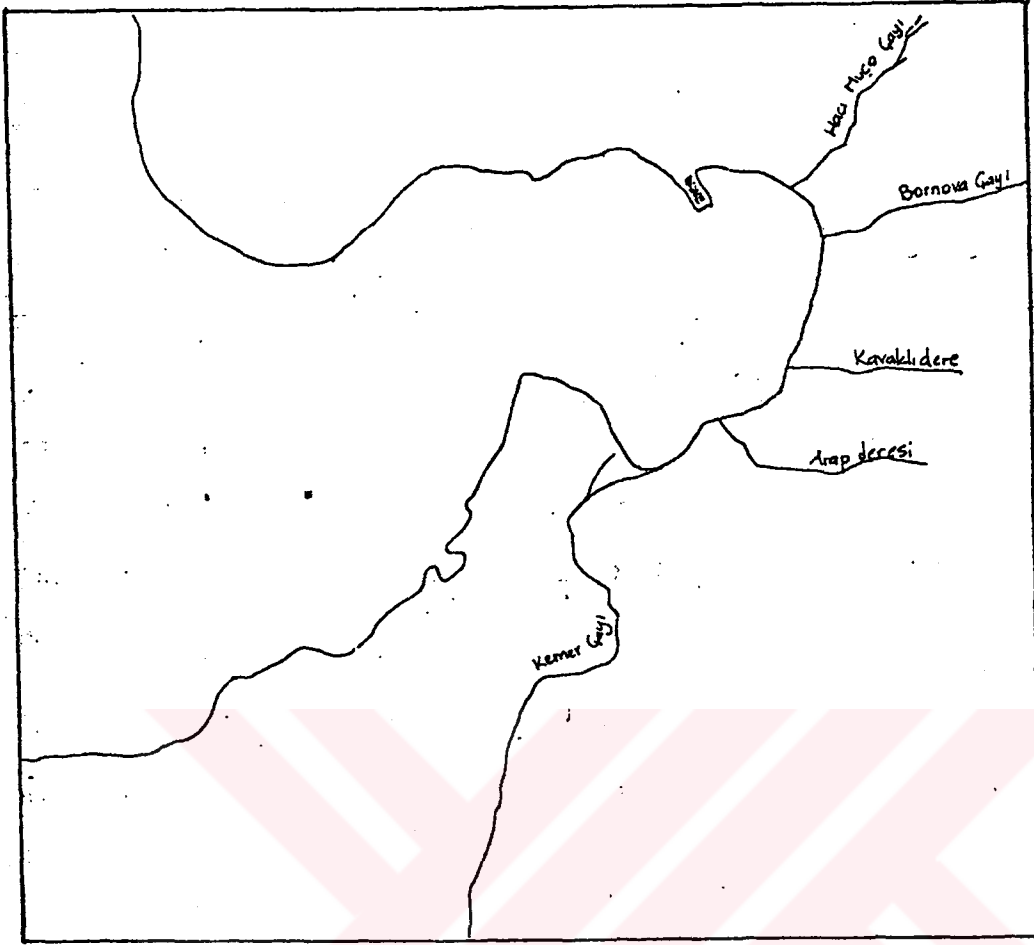 Hacı Muço Çayı
Bornova Çayı
Kavaklıdere
Arap deresi
Kemer Çayı